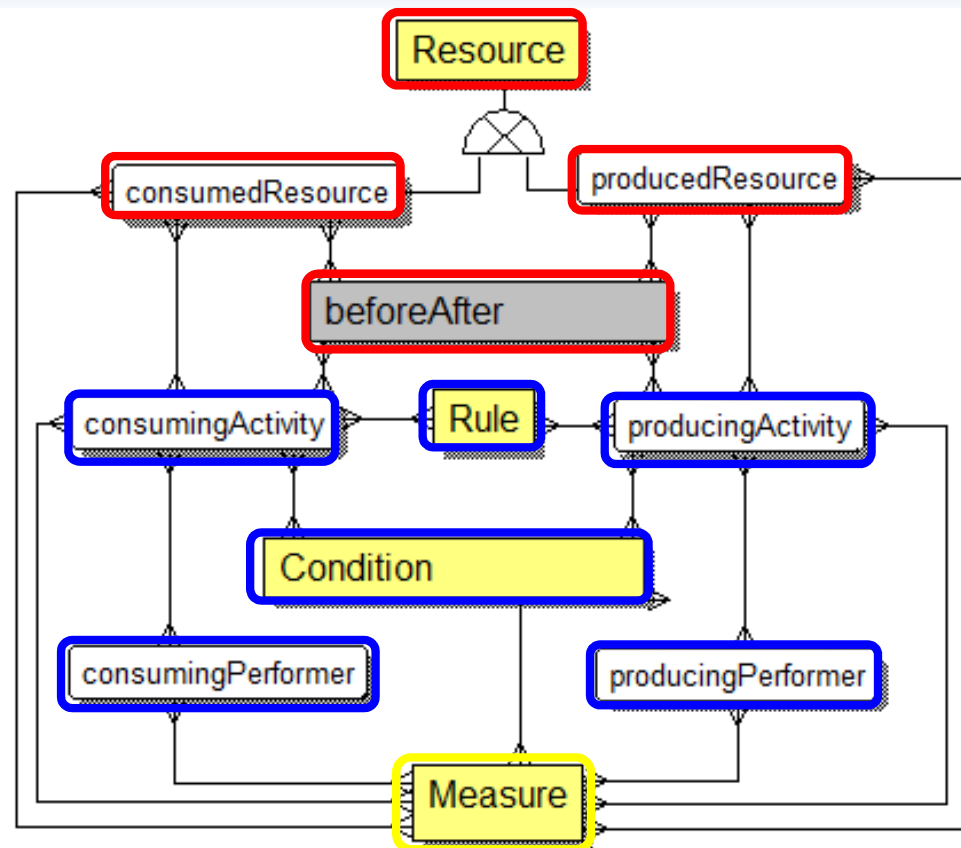 Resource
consumedResource
producedResource
beforeAfter
consumingActivity
Rule
producingActivity
Condition
consumingPerformer
producingPerformer
Measure